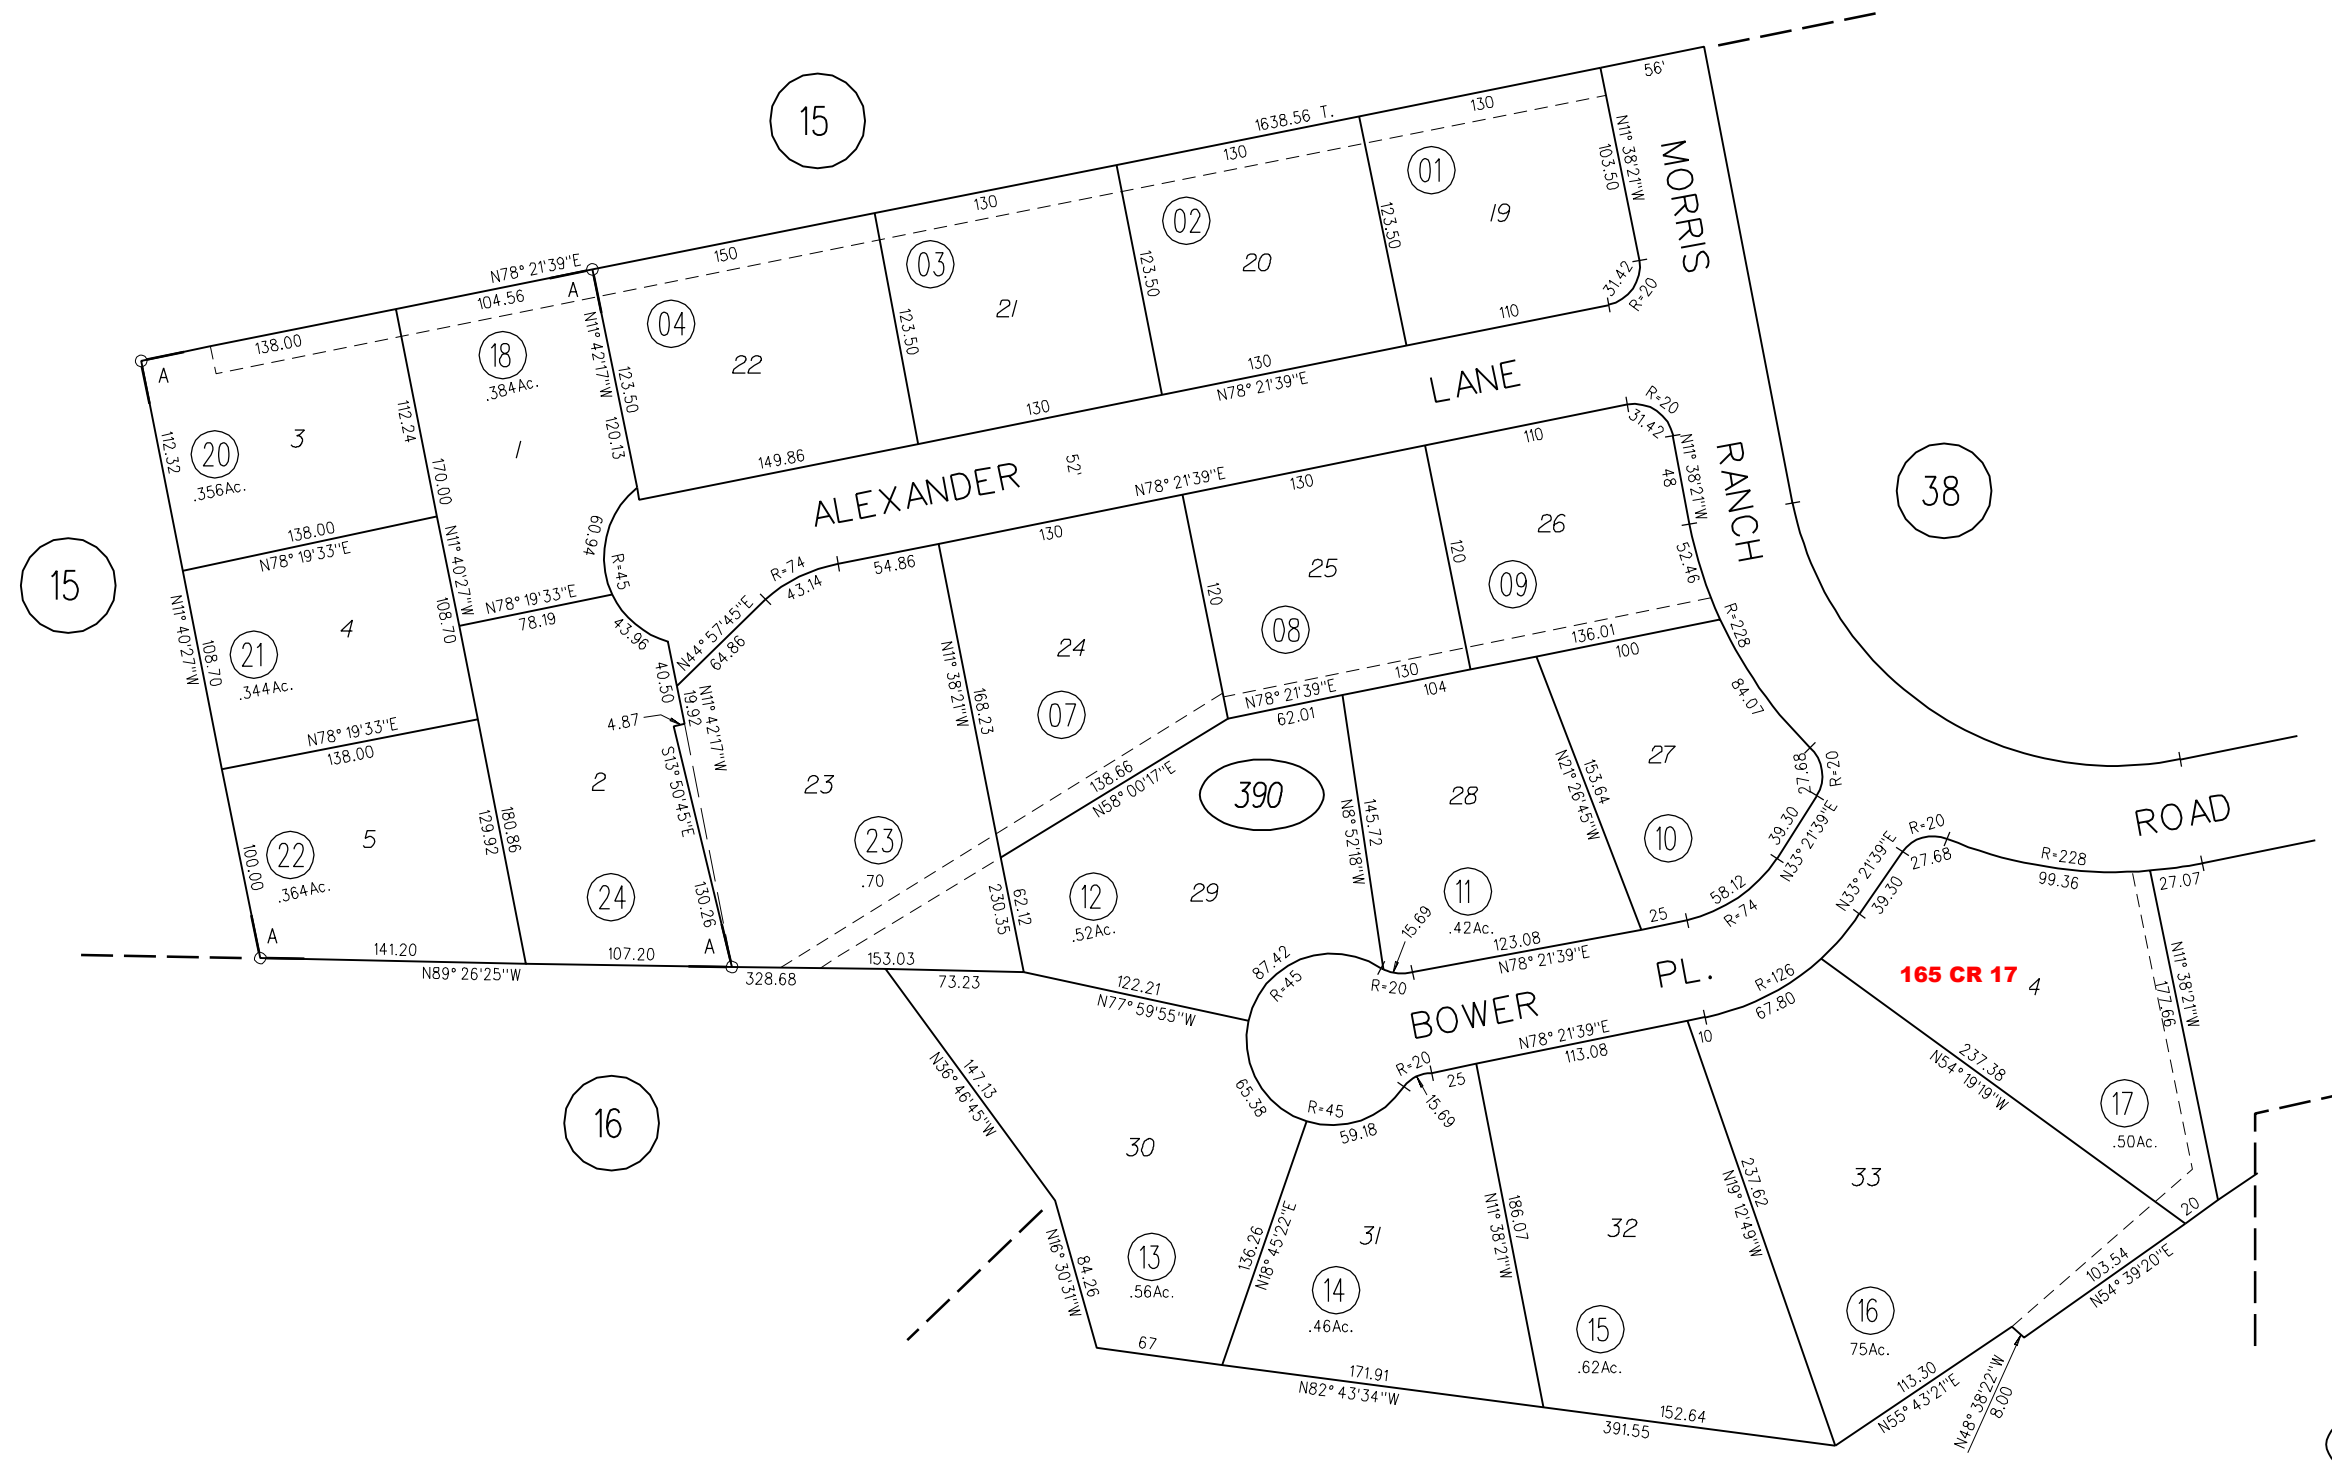 15
1638.56 T.
130
56'
N11° 38'21"W
103.50
130
130
150
N78° 21'39"E
104.56
A
138.00
A
01
19
123.50
02
20
123.50
03
21
123.50
04
22
N11° 42'17"W
123.50
120.13
18
.384Ac.
1
112.24
170.00
20
.356Ac.
3
112.32
31.42
R=20
110
130
N78° 21'39"E
130
149.86
MORRIS
RANCH
ROAD
ALEXANDER
LANE
52'
38
15
138.00
N78° 19'33"E
N11° 40'27"W
108.70
60.94
R=45
N78° 19'33"E
78.19
43.96
21
.344Ac.
4
N11° 40'27"W
108.70
N78° 19'33"E
138.00
22
.364Ac.
5
100.00
A
141.20
N89° 26'25"W
107.20
180.86
129.92
2
24
40.50
19.92
N11° 42'17"W
4.87
S13° 50'45"E
130.26
A
N44° 57'45"E
64.86
R=74
43.14
54.86
130
N78° 21'39"E
130
110
R=20
31.42
N11° 38'21"W
48
52.46
R=228
84.07
23
23
.70
N11° 38'21"W
168.23
24
07
120
25
08
120
26
09
136.01
130
N78° 21'39"E
62.01
104
100
138.66
N58° 00'17"E
390
62.12
230.35
12
.52Ac.
29
145.72
N8° 52'18"W
28
11
.42Ac.
153.64
N21° 26'45"W
27
10
27.68
R=20
39.30
N33° 21'39"E
58.12
R=74
25
123.08
N78° 21'39"E
15.69
R=20
87.42
R=45
BOWER
PL.
328.68
153.03
73.23
122.21
N77° 59'55"W
N33° 21'39"E
39.30
R=20
27.68
R=228
99.36
27.07
R=126
67.80
10
N78° 21'39"E
113.08
25
R=20
15.69
R=45
59.18
65.38
165 CR 17
4
N11° 38'21"W
177.66
17
.50Ac.
237.38
N54° 19'19"W
20
16
147.13
N36° 46'45"W
30
13
.56Ac.
84.26
N16° 30'31"W
67
136.26
N18° 45'22"E
31
14
.46Ac.
186.07
N11° 38'21"W
32
15
.62Ac.
237.62
N19° 12'49"W
33
16
75Ac.
103.54
N54° 39'20"E
113.30
N55° 43'21"E
N48° 38'22"W
8.00
171.91
N82° 43'34"W
152.64
391.55